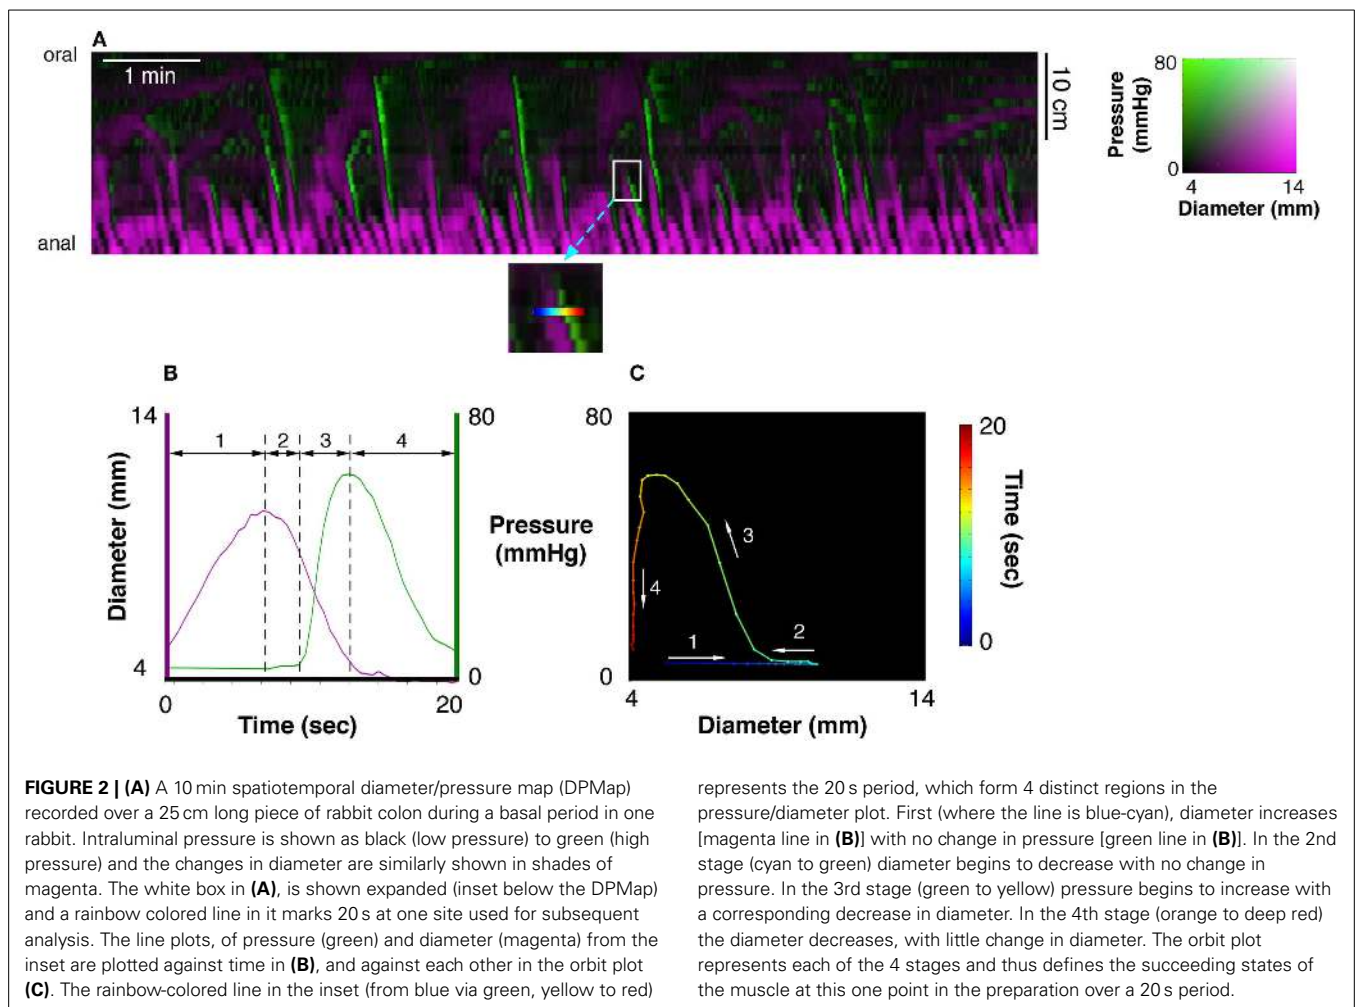 A
oral
1 min
10 cm
anal
80
Pressure
(mmHg)
0
4
14
Diameter (mm)
B
14
80
1
2
3
4
Diameter (mm)
Pressure
(mmHg)
4
0
0
20
Time (sec)
C
80
3
4
1
2
0
4
14
Diameter (mm)
20
Time (sec)
0
FIGURE 2 | (A) A 10 min spatiotemporal diameter/pressure map (DPMap)
recorded over a 25 cm long piece of rabbit colon during a basal period in one
rabbit. Intraluminal pressure is shown as black (low pressure) to green (high
pressure) and the changes in diameter are similarly shown in shades of
magenta. The white box in (A), is shown expanded (inset below the DPMap)
and a rainbow colored line in it marks 20 s at one site used for subsequent
analysis. The line plots, of pressure (green) and diameter (magenta) from the
inset are plotted against time in (B), and against each other in the orbit plot
(C). The rainbow-colored line in the inset (from blue via green, yellow to red)
represents the 20 s period, which form 4 distinct regions in the
pressure/diameter plot. First (where the line is blue-cyan), diameter increases
[magenta line in (B)] with no change in pressure [green line in (B)]. In the 2nd
stage (cyan to green) diameter begins to decrease with no change in
pressure. In the 3rd stage (green to yellow) pressure begins to increase with
a corresponding decrease in diameter. In the 4th stage (orange to deep red)
the diameter decreases, with little change in diameter. The orbit plot
represents each of the 4 stages and thus defines the succeeding states of
the muscle at this one point in the preparation over a 20 s period.